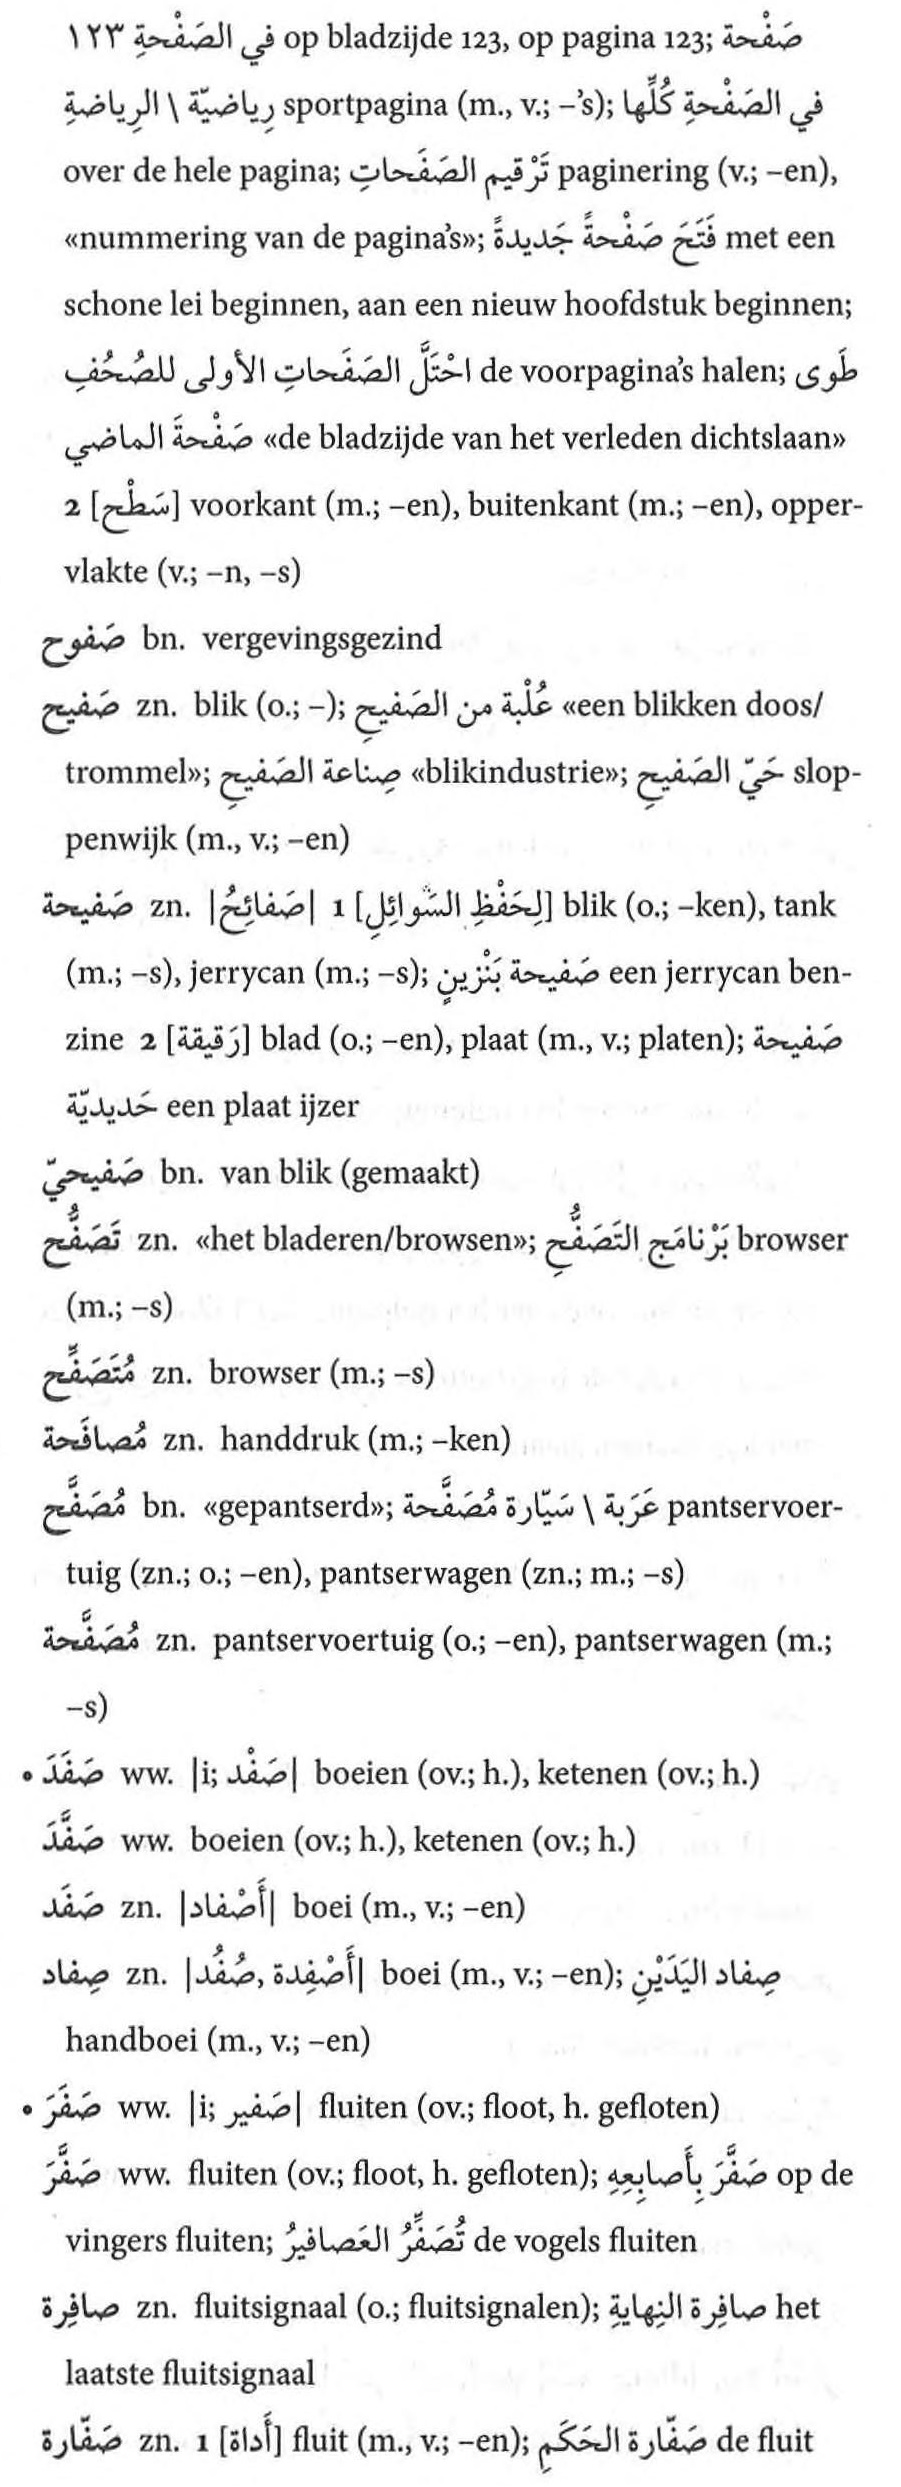 في الصَفْحةِ ١٢٣ op bladzijde 123, op pagina 123; صَفْحة
رِياضيّة \ الرِياضةِ sportpagina (m., v.; –’s); في الصَفْحةِ كُلِّها
over de hele pagina; تَرْقيم الصَفَحاتِ paginering (v.; –en),
«nummering van de pagina’s»; فَتَحَ صَفْحةً جَديدةً met een
schone lei beginnen, aan een nieuw hoofdstuk beginnen;
احْتَلَّ الصَفَحاتِ الأولى للصُحُفِ de voorpagina’s halen; طَوى
صَفْحةَ الماضي «de bladzijde van het verleden dichtslaan»
2 [سَطْح] voorkant (m.; –en), buitenkant (m.; –en), opper-
vlakte (v.; –n, –s)
صَفوح bn. vergevingsgezind
صَفيح zn. blik (o.; –); عُلْبة من الصَفيحِ «een blikken doos/
trommel»; صِناعة الصَفيحِ «blikindustrie»; حَيّ الصَفيحِ slop-
penwijk (m., v.; –en)
صَفيحة zn. |صَفائِحُ| 1 [لِحَفْظِ السَوائِلِ] blik (o.; –ken), tank
(m.; –s), jerrycan (m.; –s); صَفيحة بَنْزينٍ een jerrycan ben-
zine 2 [رَقيقة] blad (o.; –en), plaat (m., v.; platen); صَفيحة
حَديديّة een plaat ijzer
صَفيحيّ bn. van blik (gemaakt)
تَصَفُّح zn. «het bladeren/browsen»; بَرْنامَج التَصَفُّحِ browser
(m.; –s)
مُتَصَفِّح zn. browser (m.; –s)
مُصافَحة zn. handdruk (m.; –ken)
مُصَفَّح bn. «gepantserd»; عَرَبة \ سَيّارة مُصَفَّحة pantservoer-
tuig (zn.; o.; –en), pantserwagen (zn.; m.; –s)
مُصَفَّحة zn. pantservoertuig (o.; –en), pantserwagen (m.;
–s)
• صَفَدَ ww. |i; صَفْد| boeien (ov.; h.), ketenen (ov.; h.)
صَفَّدَ ww. boeien (ov.; h.), ketenen (ov.; h.)
صَفَد zn. |أَصْفاد| boei (m., v.; –en)
صِفاد zn. |أَصْفِدة, صُفُد| boei (m., v.; –en); صِفاد اليَدَيْنِ
handboei (m., v.; –en)
• صَفَرَ ww. |i; صَفير| fluiten (ov.; floot, h. gefloten)
صَفَّرَ ww. fluiten (ov.; floot, h. gefloten); صَفَّرَ بِأَصابِعِهِ op de
vingers fluiten; تُصَفِّرُ العَصافيرُ de vogels fluiten
صافِرة zn. fluitsignaal (o.; fluitsignalen); صافِرة النِهايةِ het
laatste fluitsignaal
صَفّارة zn. 1 [أَداة] fluit (m., v.; –en); صَفّارة الحَكَمِ de fluit